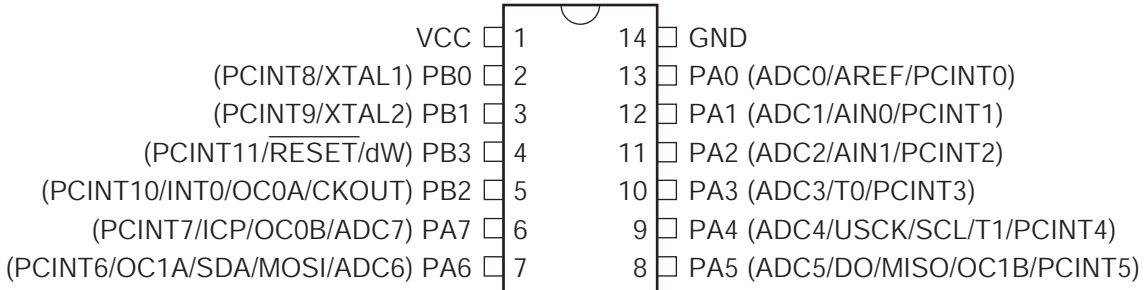 VCC 1 14 GND
(PCINT8/XTAL1) PB0 2 13 PA0 (ADC0/AREF/PCINT0)
(PCINT9/XTAL2) PB1 3 12 PA1 (ADC1/AIN0/PCINT1)
(PCINT11/RESET/dW) PB3 4 11 PA2 (ADC2/AIN1/PCINT2)
(PCINT10/INT0/OC0A/CKOUT) PB2 5 10 PA3 (ADC3/T0/PCINT3)
(PCINT7/ICP/OC0B/ADC7) PA7 6 9 PA4 (ADC4/USCK/SCL/T1/PCINT4)
(PCINT6/OC1A/SDA/MOSI/ADC6) PA6 7 8 PA5 (ADC5/DO/MISO/OC1B/PCINT5)